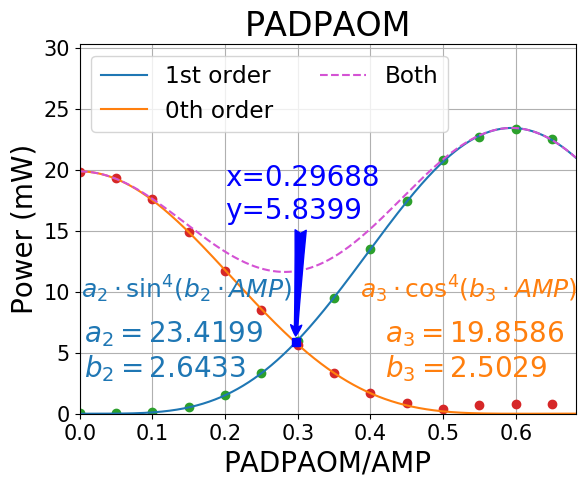 PADPAOM
1st order
0th order
Both
x=0.29688
y=5.8399
a₂ · sin⁴(b₂ · AMP)
a₂ = 23.4199
b₂ = 2.6433
a₃ · cos⁴(b₃ · AMP)
a₃ = 19.8586
b₃ = 2.5029
Power (mW)
30
25
20
15
10
5
0
0.0 0.1 0.2 0.3 0.4 0.5 0.6
PADPAOM/AMP